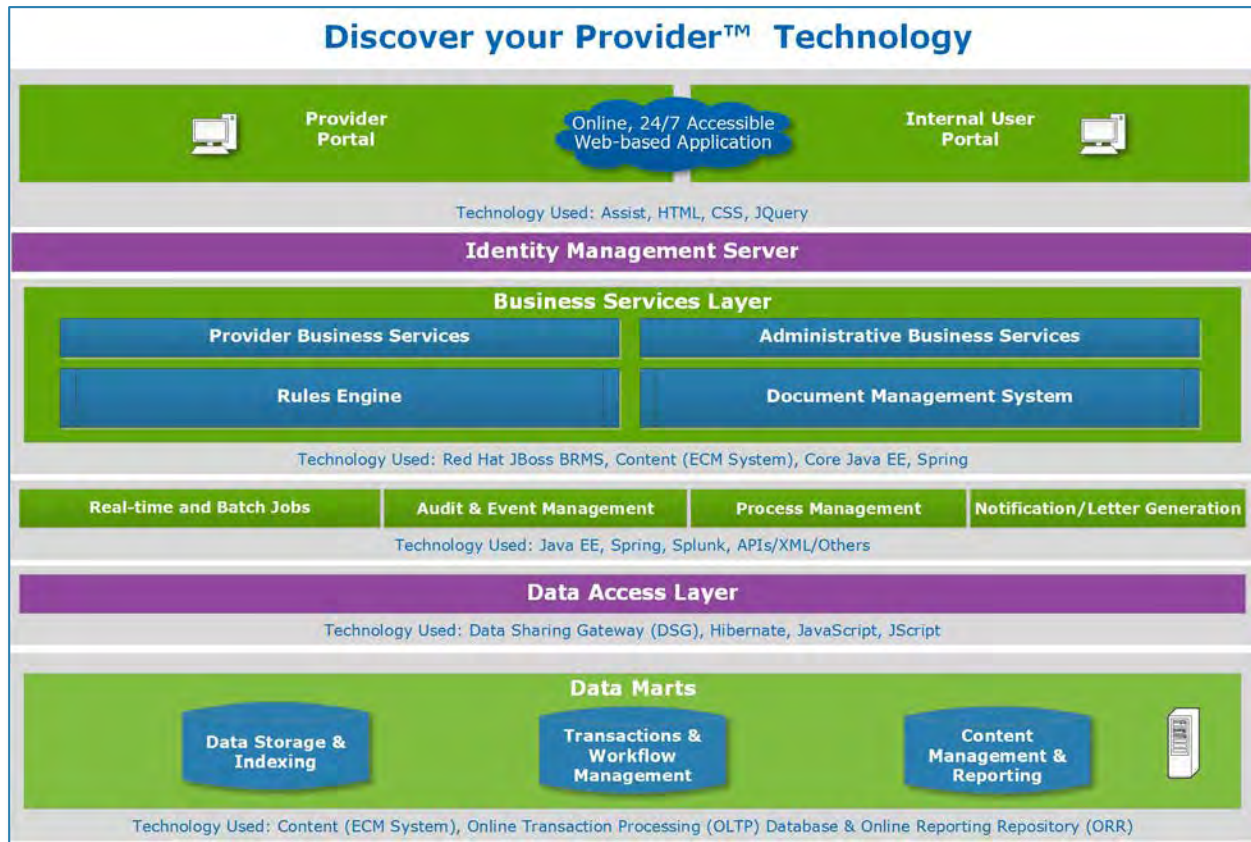 Discover your Provider™ Technology
Provider
Portal
Online, 24/7 Accessible
Web-based Application
Internal User
Portal
Technology Used: Assist, HTML, CSS, JQuery
Identity Management Server
Business Services Layer
Provider Business Services
Administrative Business Services
Rules Engine
Document Management System
Technology Used: Red Hat JBoss BRMS, Content (ECM System), Core Java EE, Spring
Real-time and Batch Jobs
Audit & Event Management
Process Management
Notification/Letter Generation
Technology Used: Java EE, Spring, Splunk, APIs/XML/Others
Data Access Layer
Technology Used: Data Sharing Gateway (DSG), Hibernate, JavaScript, JScript
Data Marts
Data Storage &
Indexing
Transactions &
Workflow
Management
Content
Management &
Reporting
Technology Used: Content (ECM System), Online Transaction Processing (OLTP) Database & Online Reporting Repository (ORR)